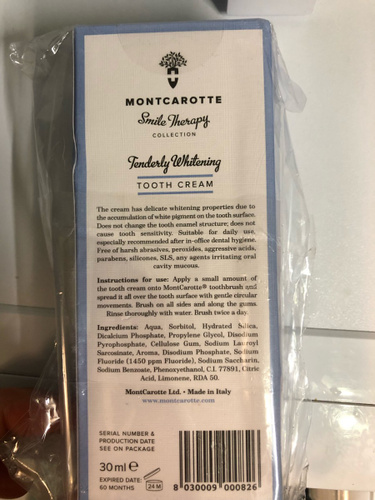 MONTCAROTTE
Smile Therapy
COLLECTION
Tenderly Whitening
TOOTH CREAM
The cream has delicate whitening properties due to
the accumulation of white pigment on the tooth surface.
Does not change the tooth enamel structure; does not
cause tooth sensitivity. Suitable for daily use,
especially recommended after in-office dental hygiene.
Free of harsh abrasives, peroxides, aggressive acids,
parabens, silicones, SLS, any agents irritating oral
cavity mucous.
Instructions for use: Apply a small amount of
the tooth cream onto MontCarotte® toothbrush and
spread it all over the tooth surface with gentle circular
movements. Brush on all sides and along the gums.
Rinse thoroughly with water. Brush twice a day.
Ingredients: Aqua, Sorbitol, Hydrated Silica,
Dicalcium Phosphate, Propylene Glycol, Disodium
Pyrophosphate, Cellulose Gum, Sodium Lauroyl
Sarcosinate, Aroma, Disodium Phosphate, Sodium
Fluoride (1450 ppm Fluoride), Sodium Saccharin,
Sodium Benzoate, Phenoxyethanol, C.I. 77891, Citric
Acid, Limonene, RDA 50.
MontCarotte Ltd. • Made in Italy
www.montcarotte.com
SERIAL NUMBER &
PRODUCTION DATE
SEE ON PACKAGE
30 ml ℮
EXPIRED DATE:
60 MONTHS
24 M
8 030009 000826